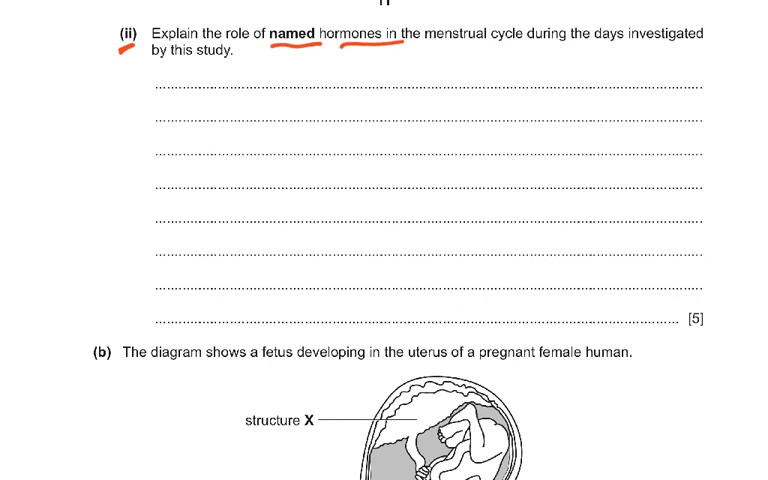 (ii) Explain the role of named hormones in the menstrual cycle during the days investigated
by this study.
[5]
(b) The diagram shows a fetus developing in the uterus of a pregnant female human.
structure X